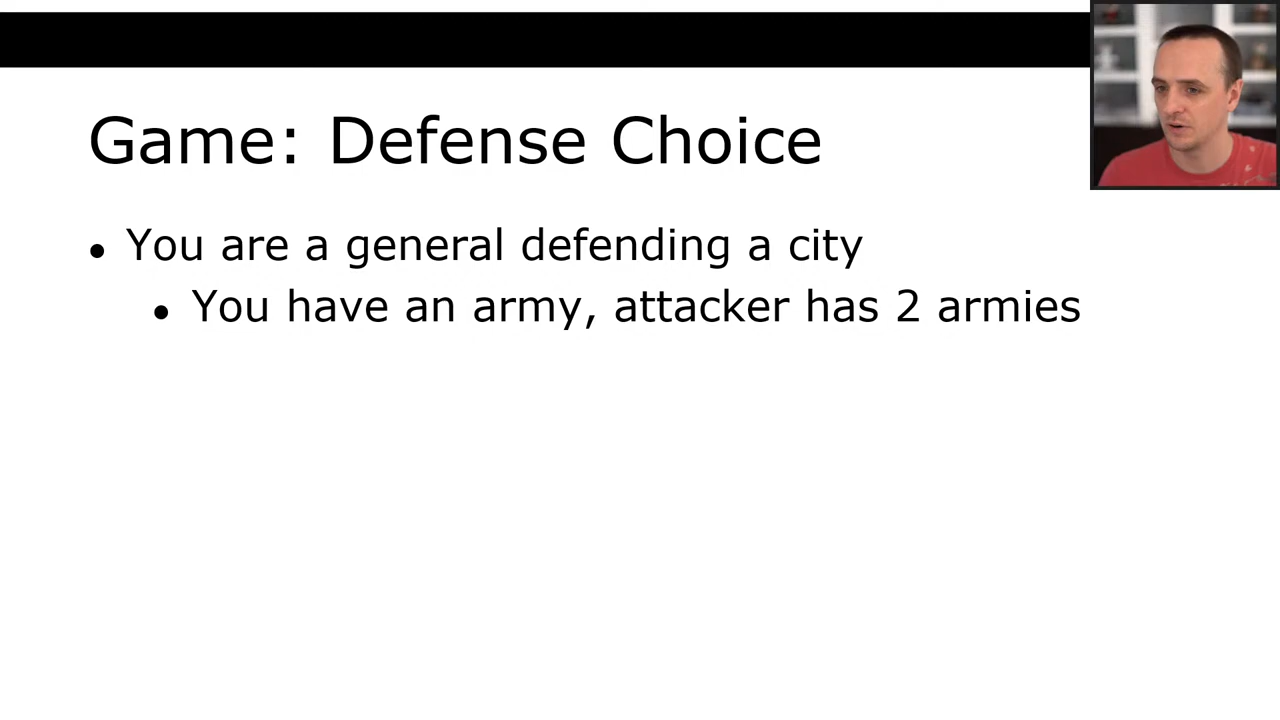 Game: Defense Choice
You are a general defending a city
You have an army, attacker has 2 armies